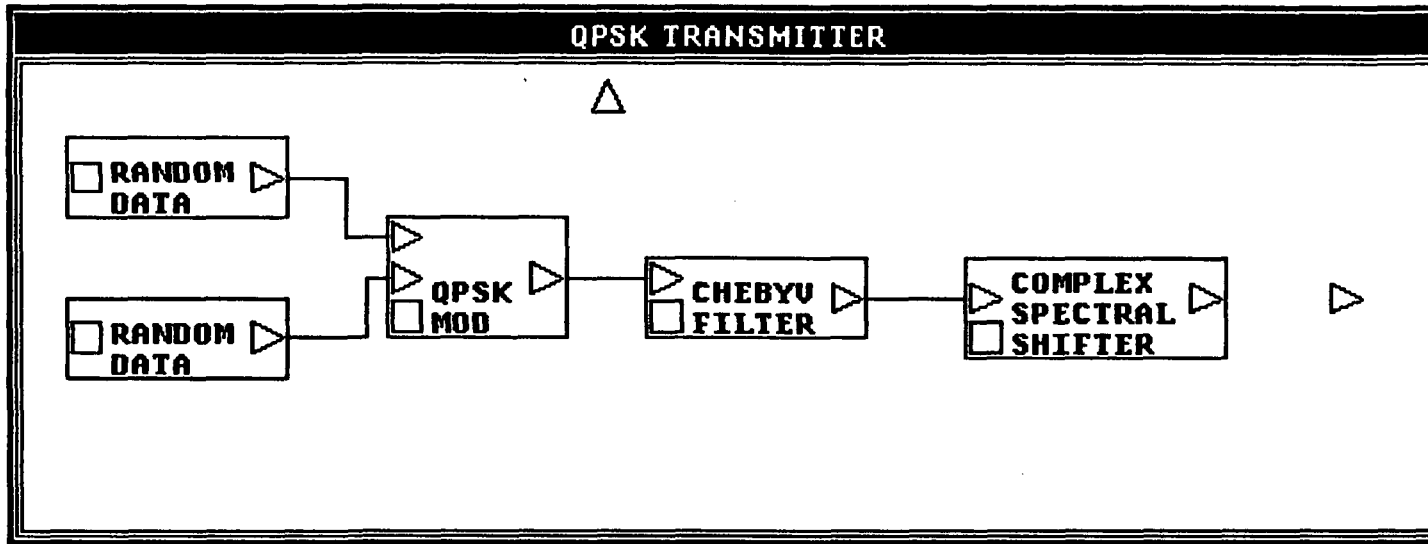 QPSK TRANSMITTER
RANDOM
DATA
RANDOM
DATA
QPSK
MOD
CHEBYV
FILTER
COMPLEX
SPECTRAL
SHIFTER